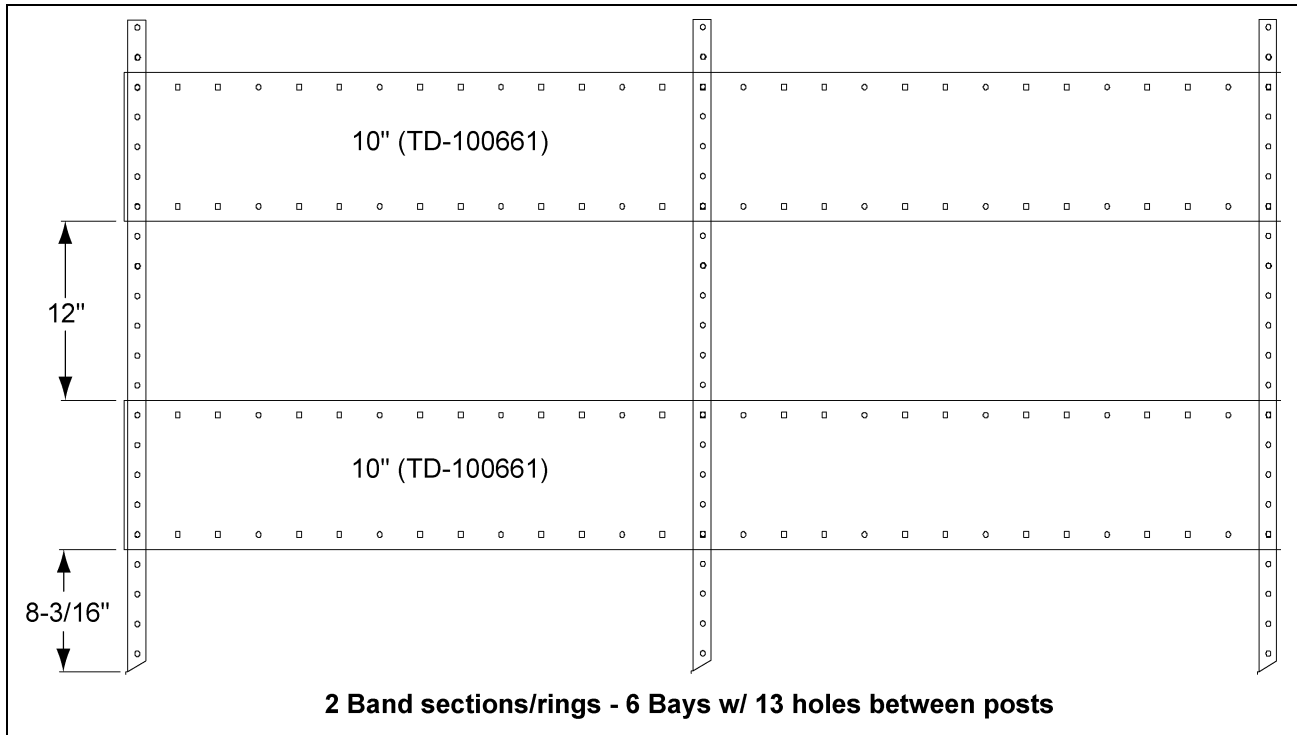 10" (TD-100661)
12"
10" (TD-100661)
8-3/16"
2 Band sections/rings - 6 Bays w/ 13 holes between posts